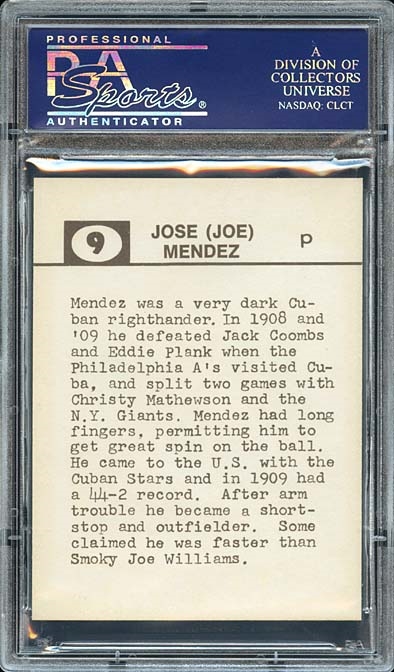 PROFESSIONAL
PSA
Sports®
AUTHENTICATOR
A
DIVISION OF
COLLECTORS
UNIVERSE
NASDAQ: CLCT
9
JOSE (JOE)
MENDEZ
p
Mendez was a very dark Cu-
ban righthander. In 1908 and
'09 he defeated Jack Coombs
and Eddie Plank when the
Philadelphia A's visited Cu-
ba, and split two games with
Christy Mathewson and the
N.Y. Giants. Mendez had long
fingers, permitting him to
get great spin on the ball.
He came to the U.S. with the
Cuban Stars and in 1909 had
a 44-2 record. After arm
trouble he became a short-
stop and outfielder. Some
claimed he was faster than
Smoky Joe Williams.